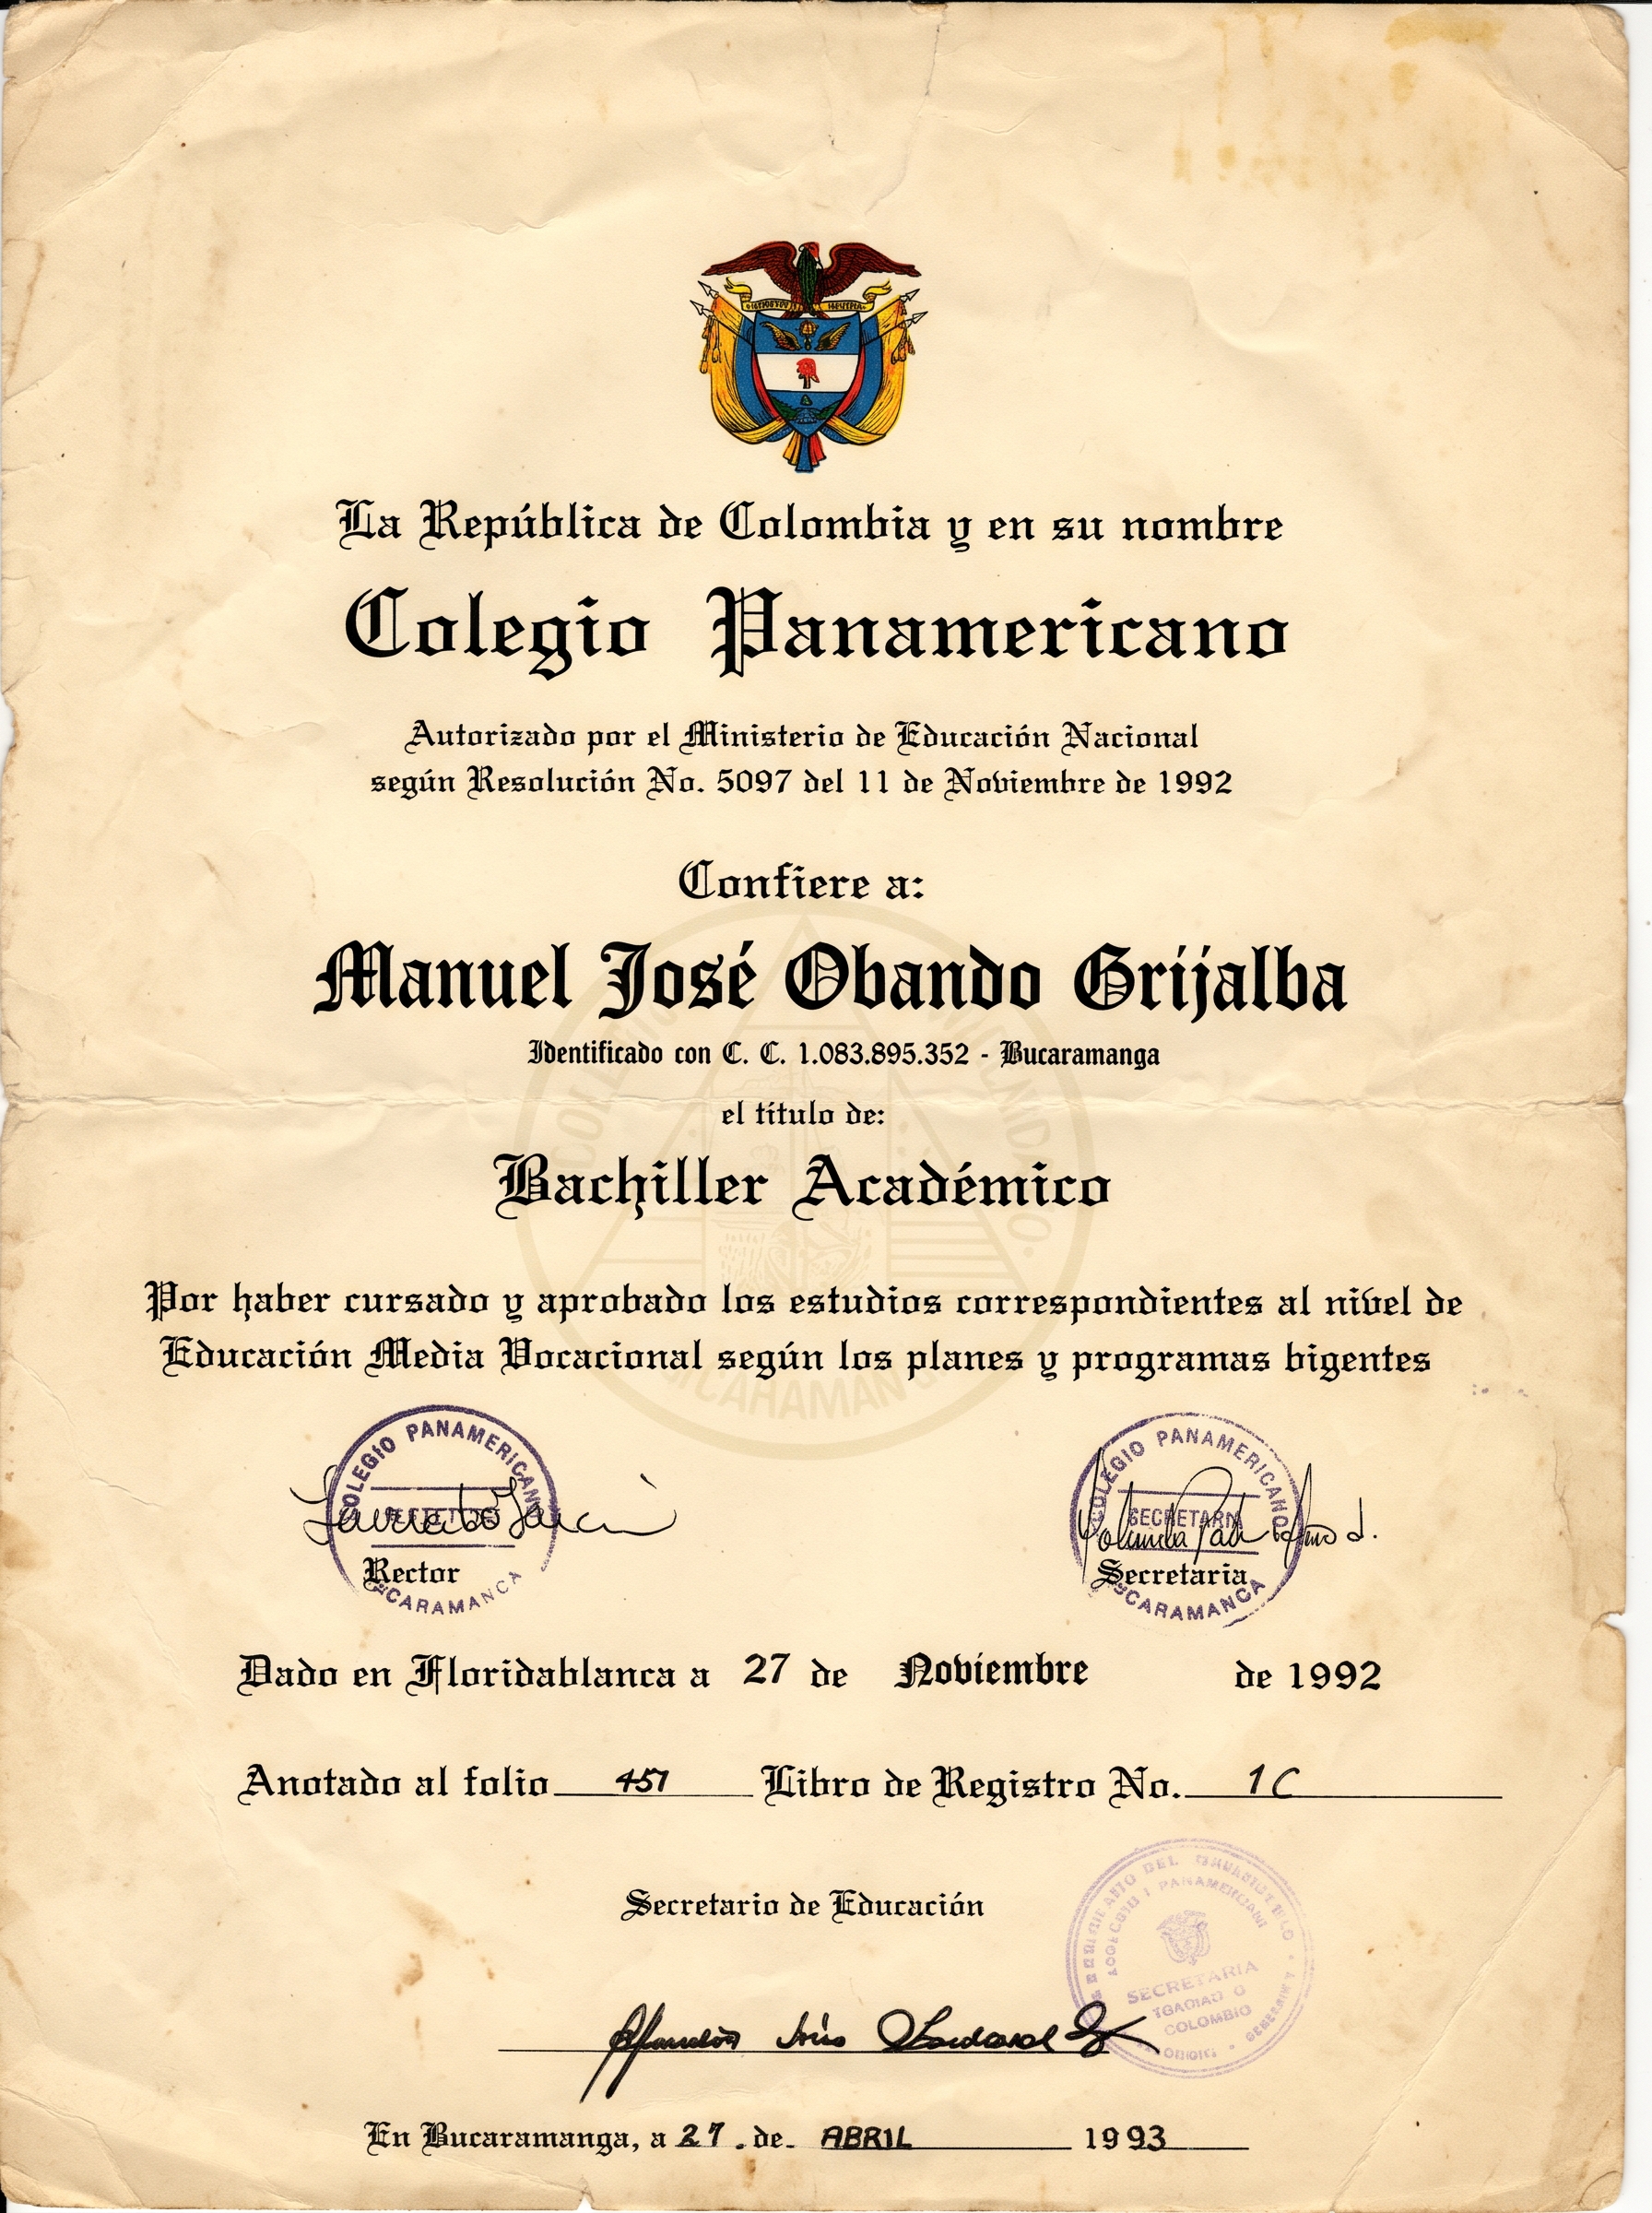 La República de Colombia y en su nombre
Colegio Panamericano
Autorizado por el Ministerio de Educación Nacional
según Resolución No. 5097 del 11 de Noviembre de 1992
Confiere a:
Manuel José Obando Grijalba
Identificado con C. C. 1.083.895.352 - Bucaramanga
el título de:
Bachiller Académico
Por haber cursado y aprobado los estudios correspondientes al nivel de
Educación Media Vocacional según los planes y programas bigentes
COLEGIO PANAMERICANO
Rector
UCARAMANCA
COLEGIO PANAMERICANO
SECRETARIA
Secretaria
UCARAMANCA
Dado en Floridablanca a 27 de Noviembre de 1992
Anotado al folio 451 Libro de Registro No. 1C
Secretario de Educación
SECRETARIA
COLOMBIO
En Bucaramanga, a 27 . de. ABRIL 1993